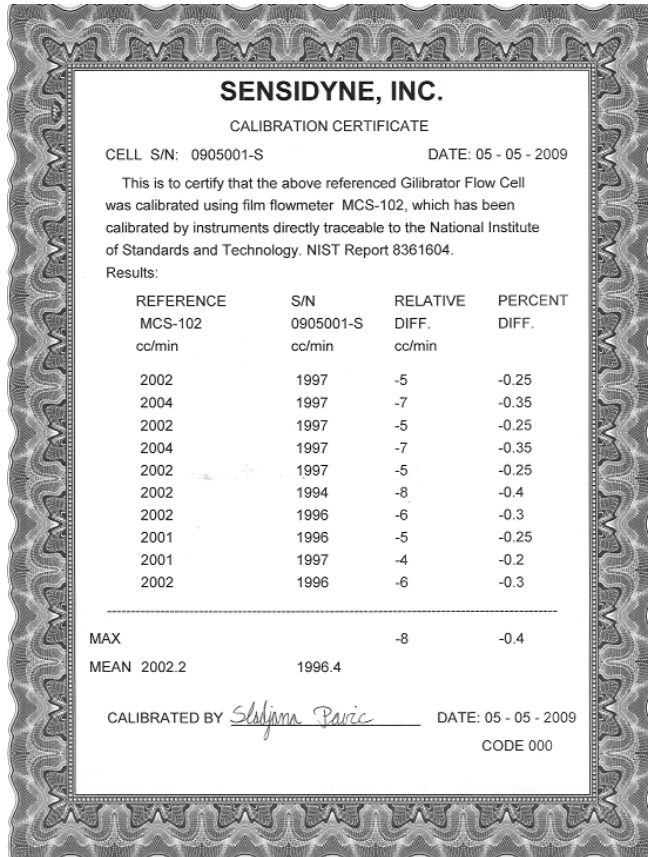 SENSIDYNE, INC.
CALIBRATION CERTIFICATE
CELL S/N: 0905001-S DATE: 05 - 05 - 2009
This is to certify that the above referenced Gilibrator Flow Cell
was calibrated using film flowmeter MCS-102, which has been
calibrated by instruments directly traceable to the National Institute
of Standards and Technology. NIST Report 8361604.
Results:
REFERENCE S/N RELATIVE PERCENT
MCS-102 0905001-S DIFF. DIFF.
cc/min cc/min cc/min
2002 1997 -5 -0.25
2004 1997 -7 -0.35
2002 1997 -5 -0.25
2004 1997 -7 -0.35
2002 1997 -5 -0.25
2002 1994 -8 -0.4
2002 1996 -6 -0.3
2001 1996 -5 -0.25
2001 1997 -4 -0.2
2002 1996 -6 -0.3
MAX -8 -0.4
MEAN 2002.2 1996.4
CALIBRATED BY Sladjana Pavic DATE: 05 - 05 - 2009
CODE 000